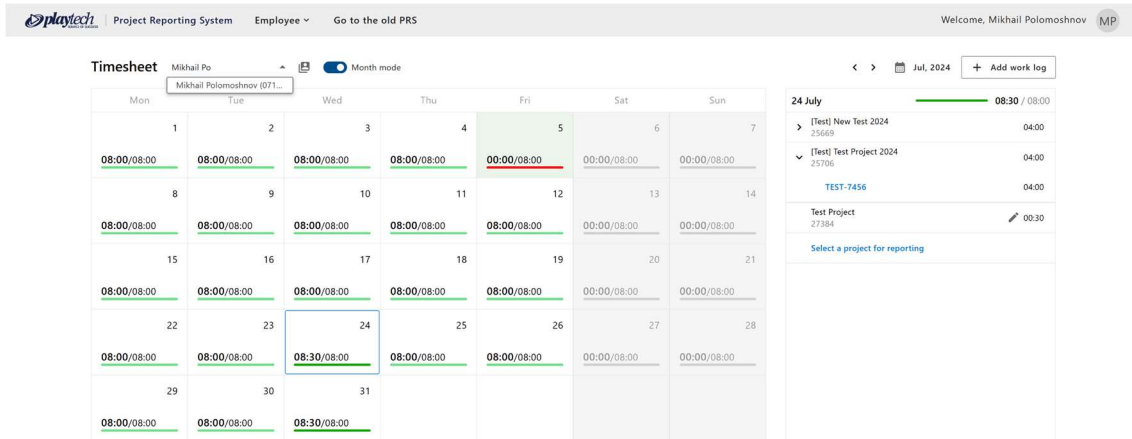 playtech Project Reporting System Employee Go to the old PRS Welcome, Mikhail Polomoshnov MP
Timesheet Mikhail Po Month mode Jul, 2024 + Add work log
Mikhail Polomoshnov (071...
Mon Tue Wed Thu Fri Sat Sun
1 2 3 4 5 6 7
08:00/08:00 08:00/08:00 08:00/08:00 08:00/08:00 00:00/08:00 00:00/08:00 00:00/08:00
8 9 10 11 12 13 14
08:00/08:00 08:00/08:00 08:00/08:00 08:00/08:00 08:00/08:00 00:00/08:00 00:00/08:00
15 16 17 18 19 20 21
08:00/08:00 08:00/08:00 08:00/08:00 08:00/08:00 08:00/08:00 00:00/08:00 00:00/08:00
22 23 24 25 26 27 28
08:00/08:00 08:00/08:00 08:30/08:00 08:00/08:00 08:00/08:00 00:00/08:00 00:00/08:00
29 30 31
08:00/08:00 08:00/08:00 08:30/08:00
24 July 08:30 / 08:00
[Test] New Test 2024 04:00
25669
[Test] Test Project 2024 04:00
25706
TEST-7456 04:00
Test Project 00:30
27384
Select a project for reporting